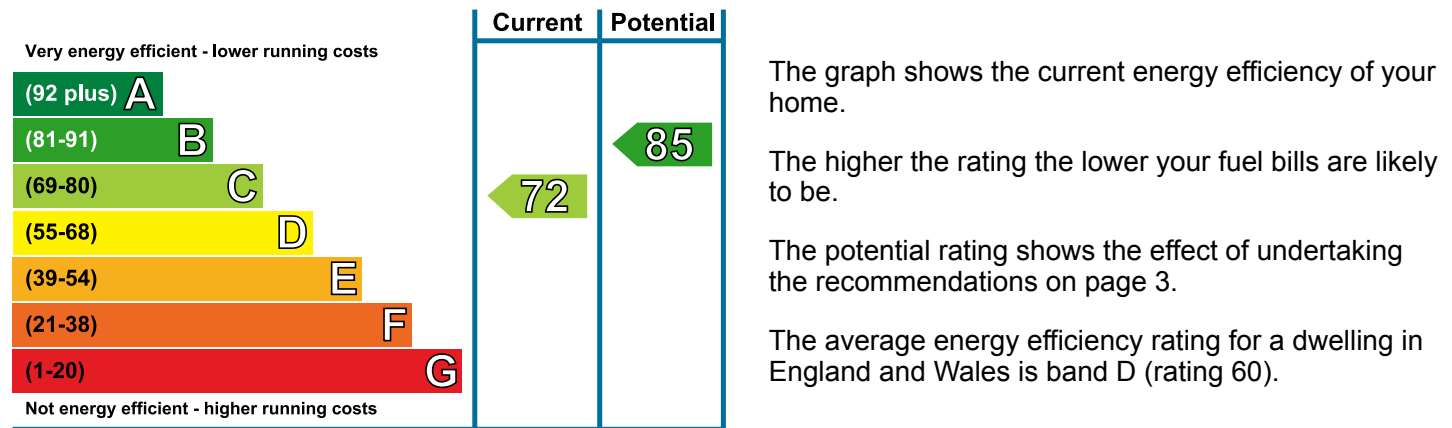 Current Potential
Very energy efficient - lower running costs
(92 plus) A
(81-91) B
85
(69-80) C
72
(55-68) D
(39-54) E
(21-38) F
(1-20) G
Not energy efficient - higher running costs
The graph shows the current energy efficiency of your
home.
The higher the rating the lower your fuel bills are likely
to be.
The potential rating shows the effect of undertaking
the recommendations on page 3.
The average energy efficiency rating for a dwelling in
England and Wales is band D (rating 60).